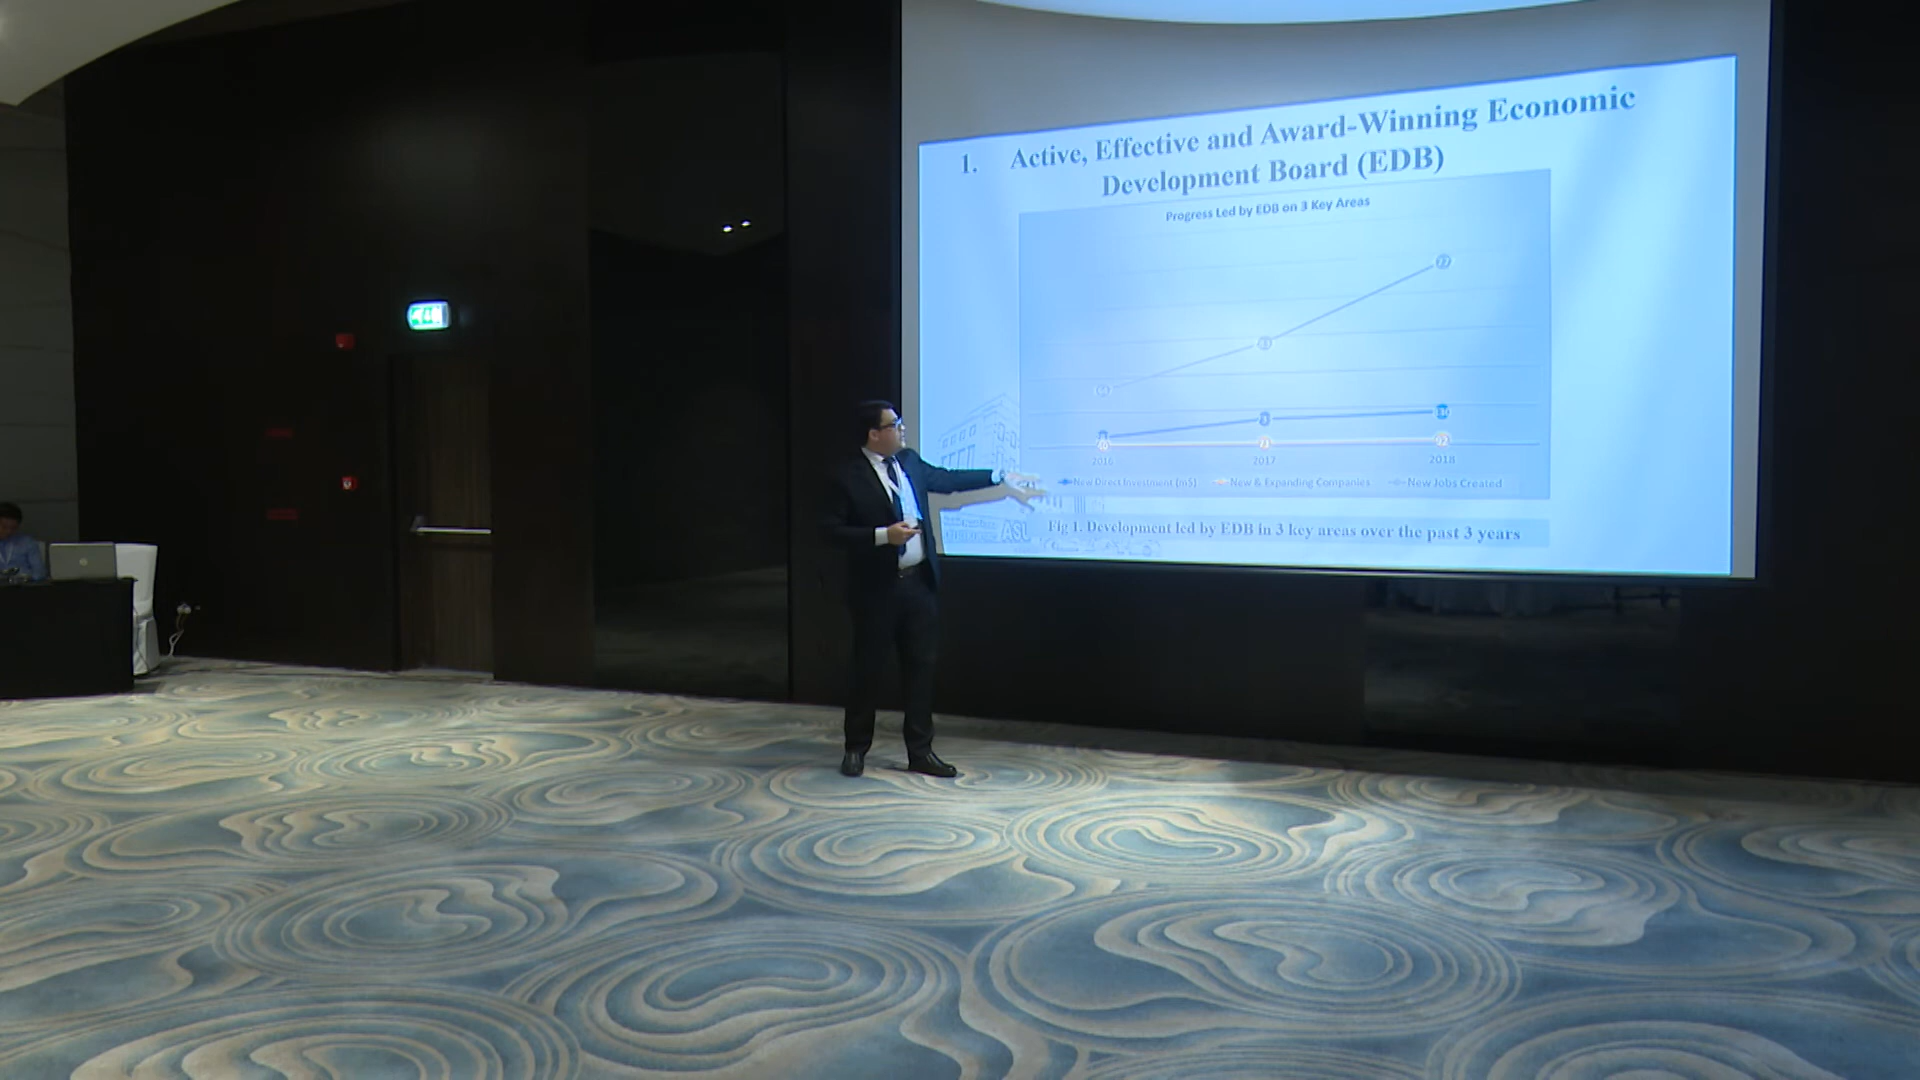 1. Active, Effective and Award-Winning Economic
Development Board (EDB)
Progress Led by EDB on 3 Key Areas
2016 2017 2018
New Direct Investment (m$) New & Expanding Companies New Jobs Created
ASU
Fig 1. Development led by EDB in 3 key areas over the past 3 years